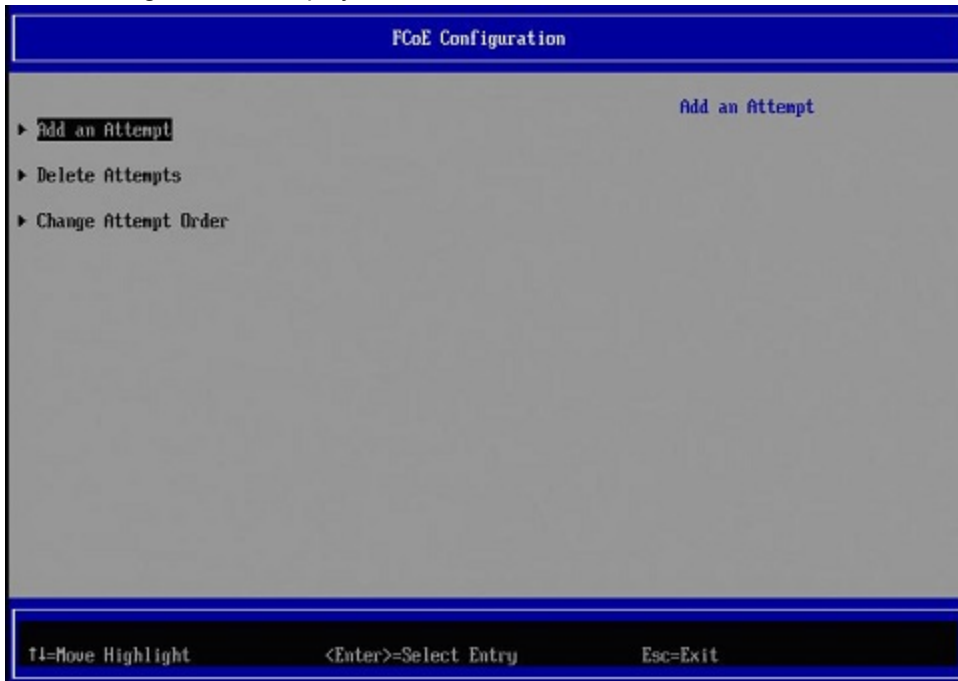 FCoE Configuration
Add an Attempt
▶ Add an Attempt
▶ Delete Attempts
▶ Change Attempt Order
↑↓=Move Highlight <Enter>=Select Entry Esc=Exit